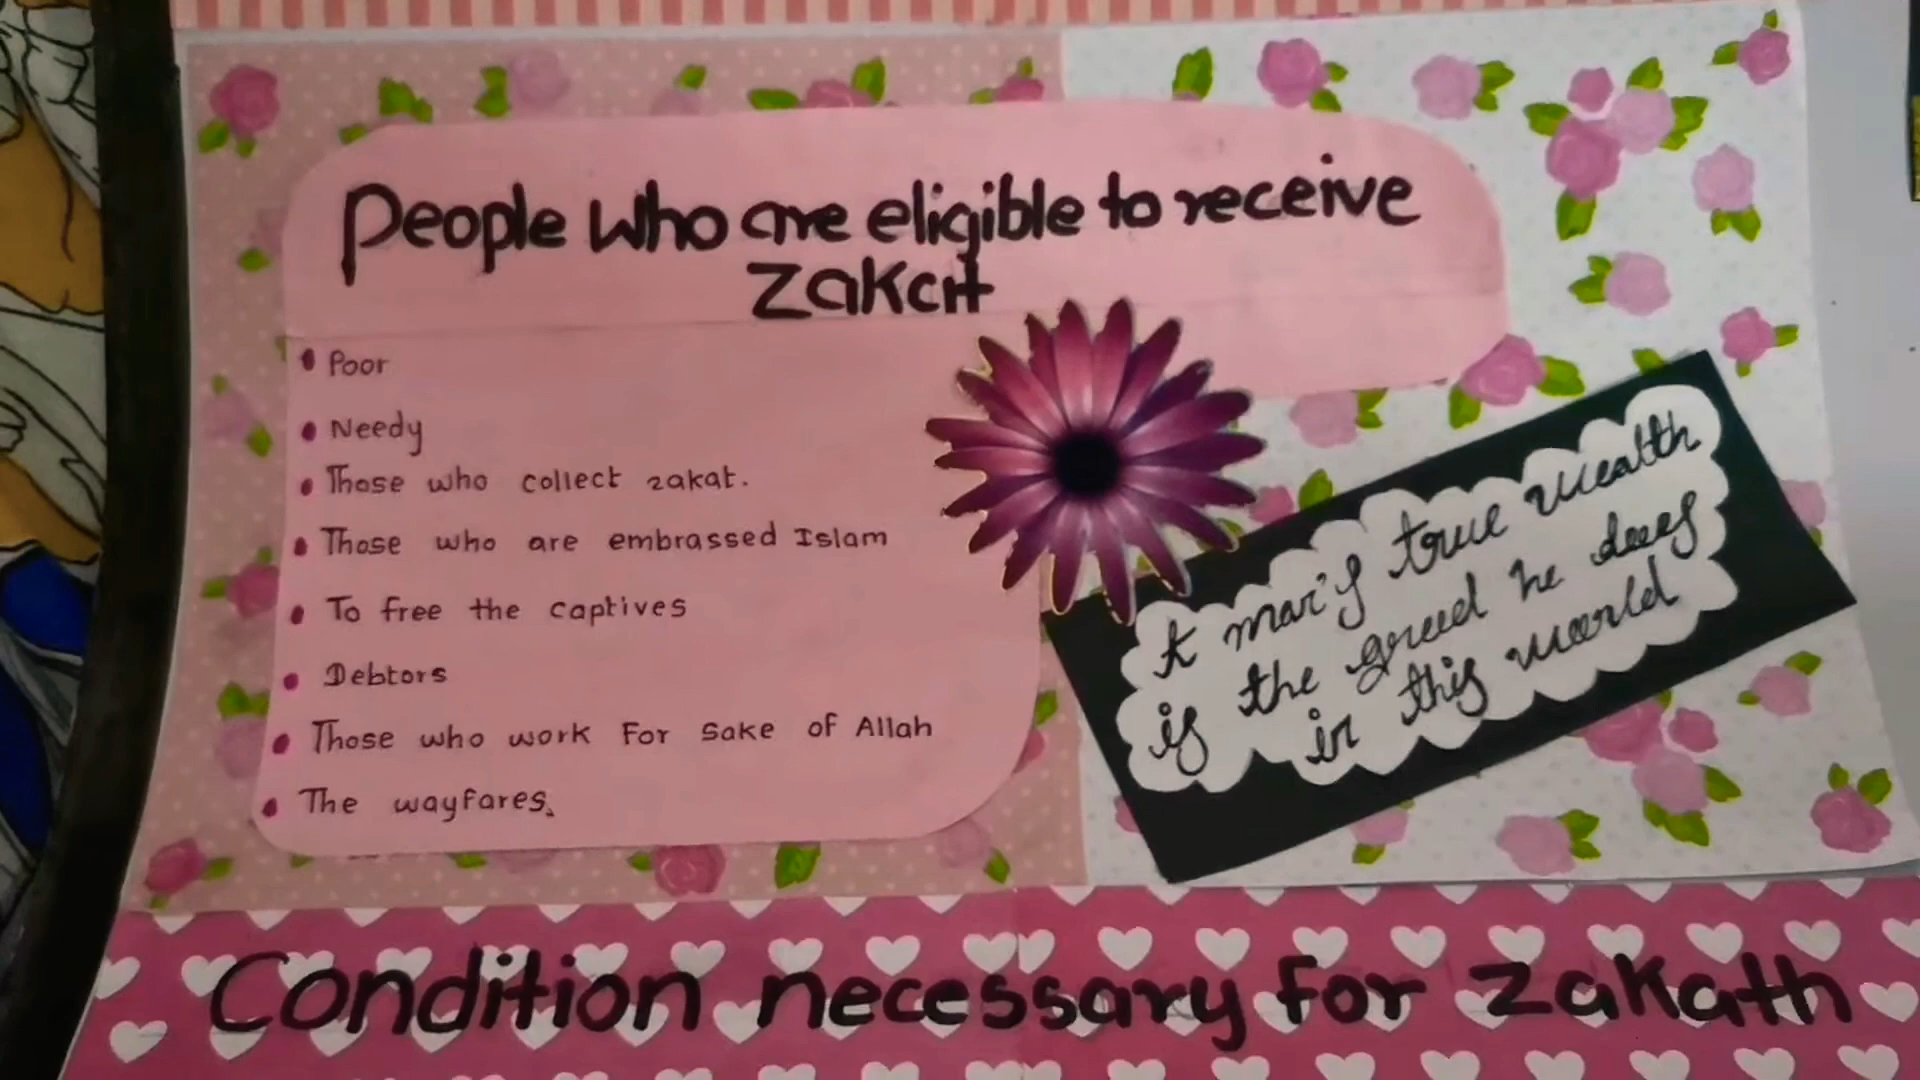 People who are eligible to receive
zakat
Poor
Needy
Those who collect zakat.
Those who are embrassed Islam
To free the captives
Debtors
Those who work For Sake of Allah
The wayfares.
A man's true wealth
is the good he does
in this world
Condition necessary for zakath